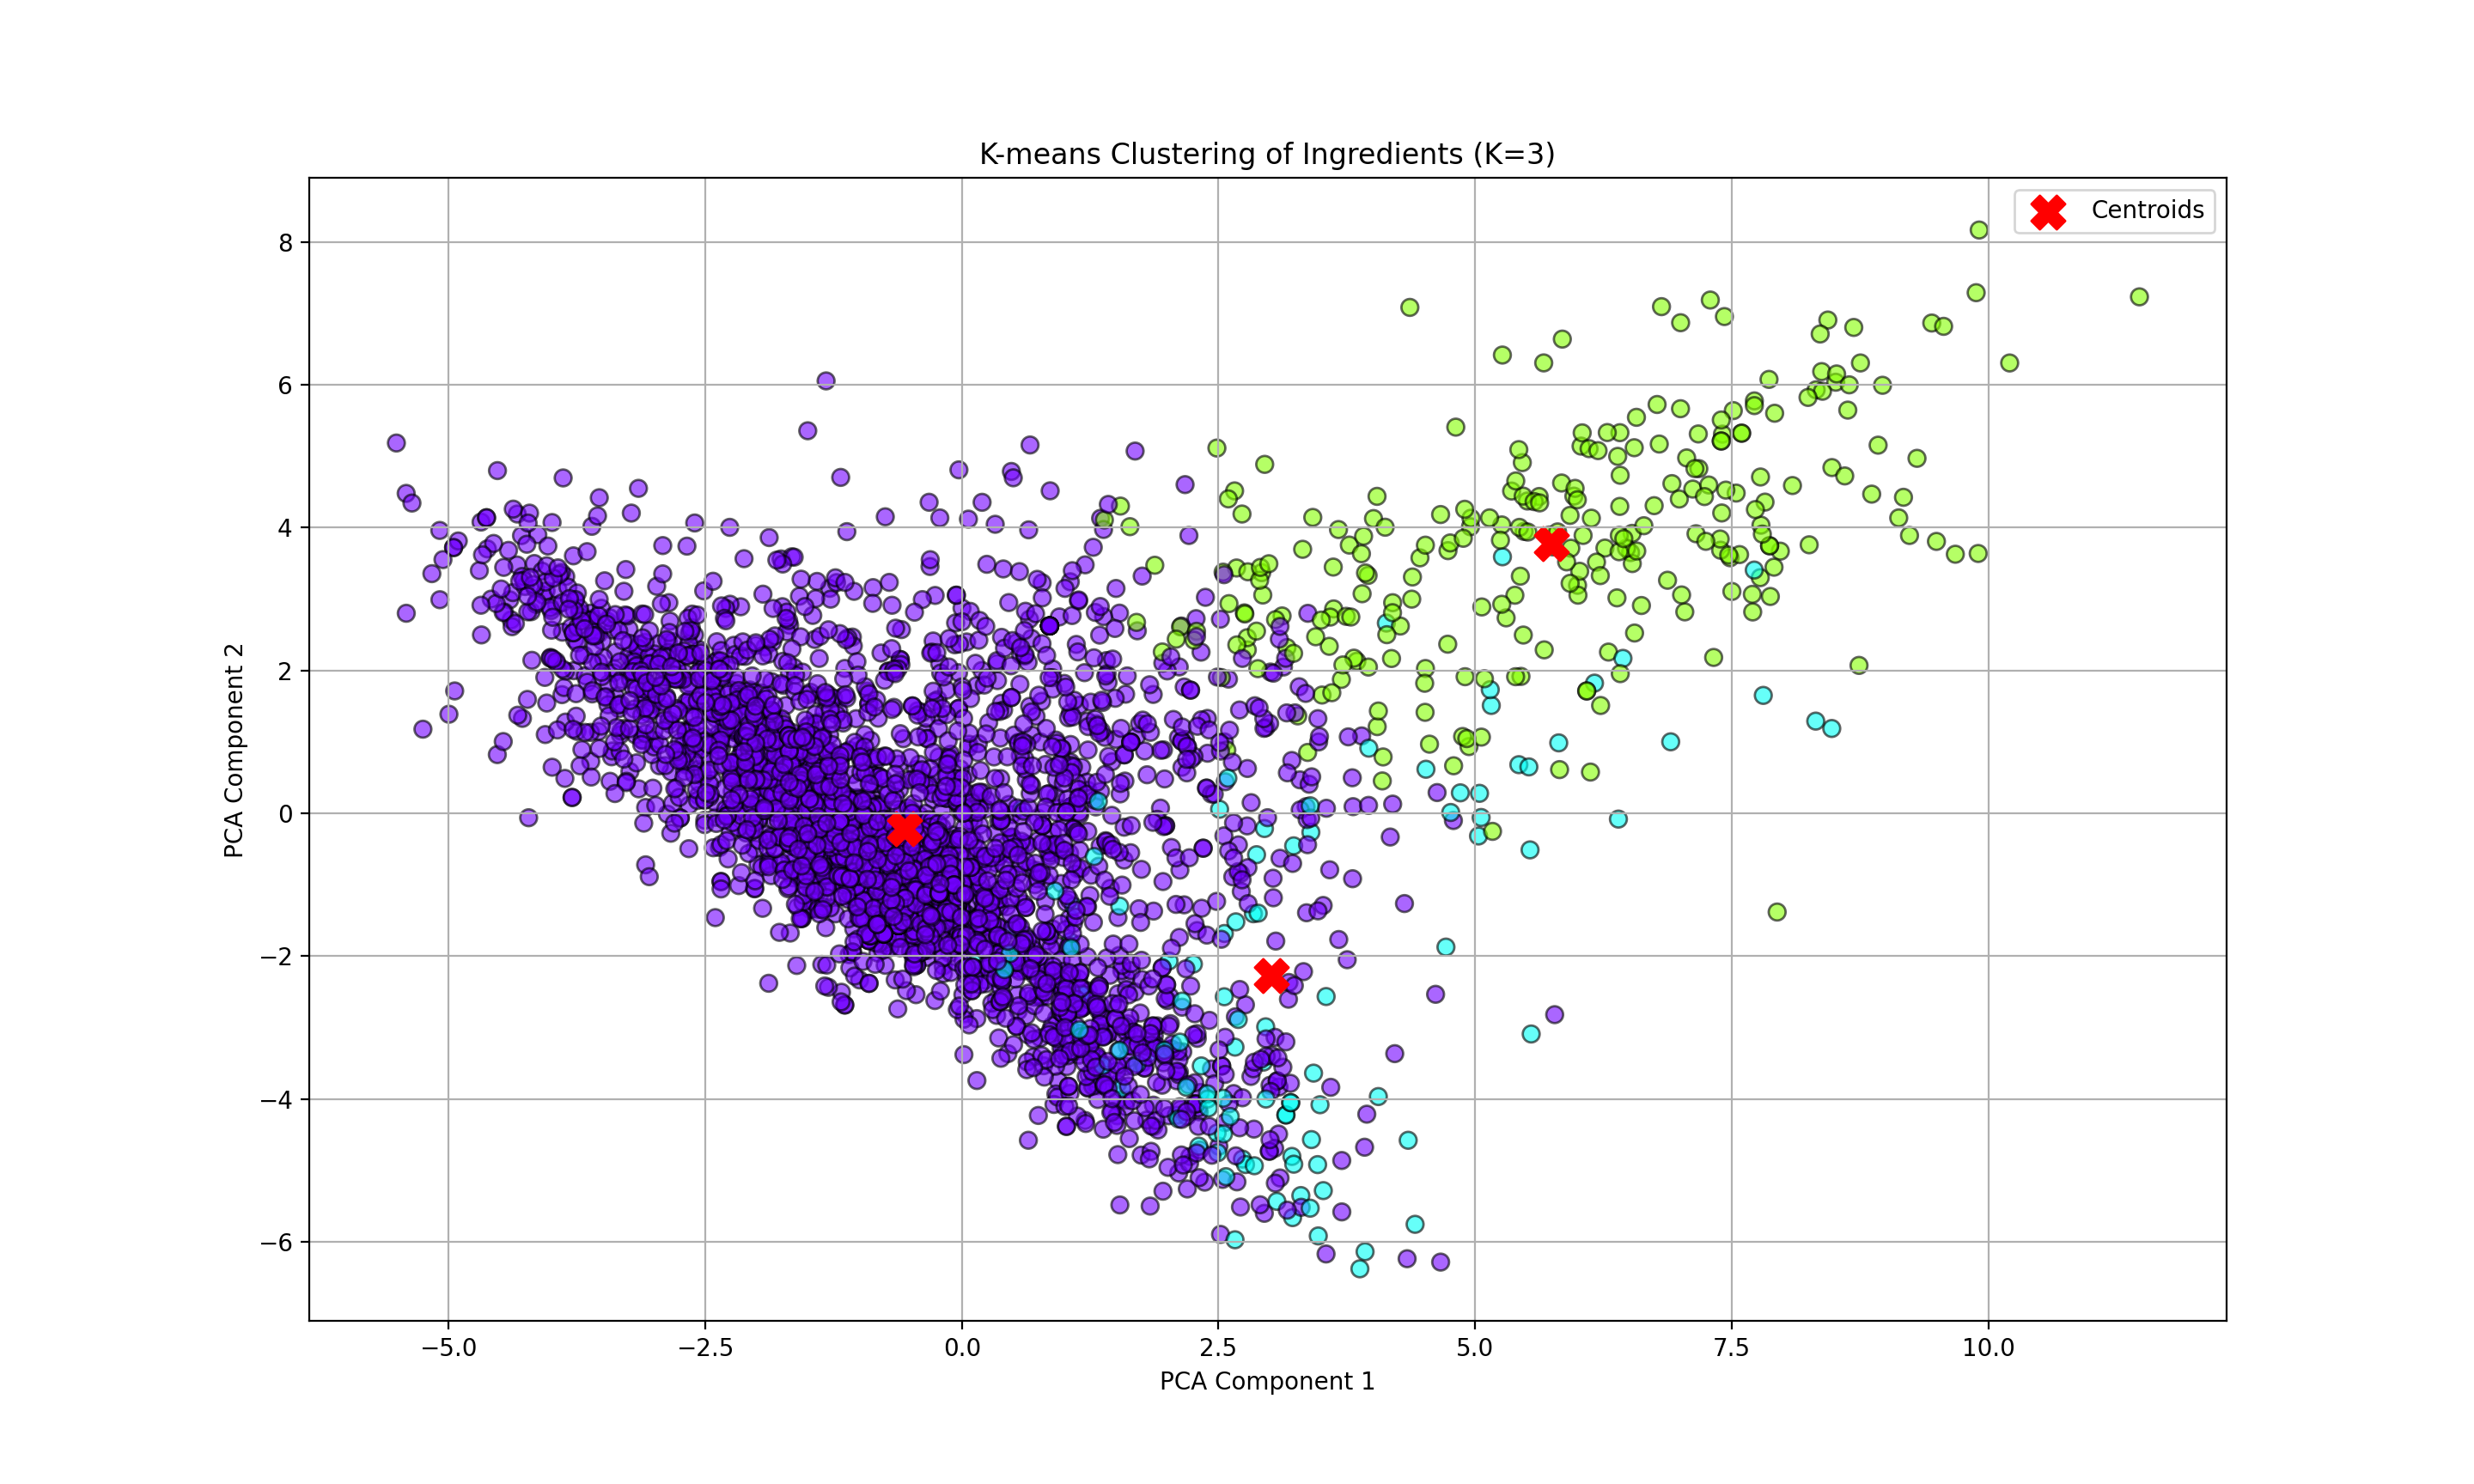 K-means Clustering of Ingredients (K=3)
Centroids
8
6
4
2
0
−2
−4
−6
PCA Component 2
−5.0 −2.5 0.0 2.5 5.0 7.5 10.0
PCA Component 1